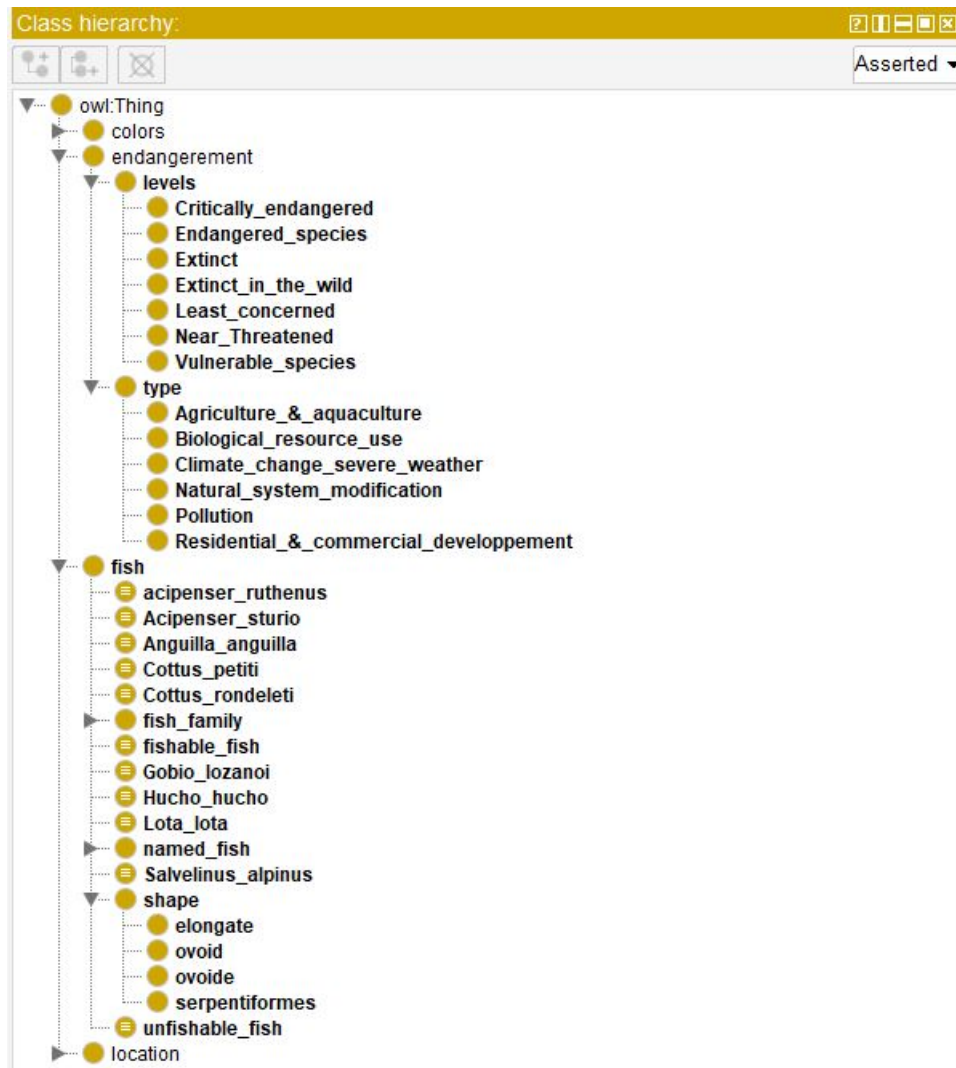 Class hierarchy:
Asserted
owl:Thing
colors
endangerement
levels
Critically_endangered
Endangered_species
Extinct
Extinct_in_the_wild
Least_concerned
Near_Threatened
Vulnerable_species
type
Agriculture_&_aquaculture
Biological_resource_use
Climate_change_severe_weather
Natural_system_modification
Pollution
Residential_&_commercial_developpement
fish
acipenser_ruthenus
Acipenser_sturio
Anguilla_anguilla
Cottus_petiti
Cottus_rondeleti
fish_family
fishable_fish
Gobio_lozanoi
Hucho_hucho
Lota_lota
named_fish
Salvelinus_alpinus
shape
elongate
ovoid
ovoide
serpentiformes
unfishable_fish
location